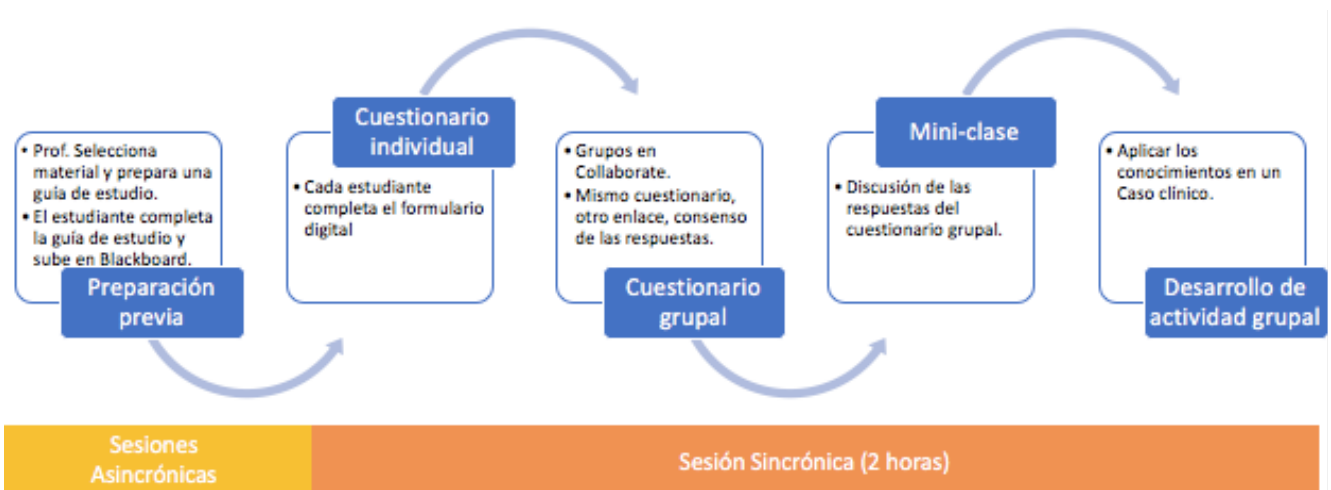 • Prof. Selecciona
material y prepara una
guía de estudio.
• El estudiante completa
la guía de estudio y
sube en Blackboard.
Preparación
previa
Cuestionario
individual
• Cada estudiante
completa el formulario
digital
• Grupos en
Collaborate.
• Mismo cuestionario,
otro enlace, consenso
de las respuestas.
Cuestionario
grupal
Mini-clase
• Discusión de las
respuestas del
cuestionario grupal.
• Aplicar los
conocimientos en un
Caso clínico.
Desarrollo de
actividad grupal
Sesiones
Asincrónicas
Sesión Sincrónica (2 horas)